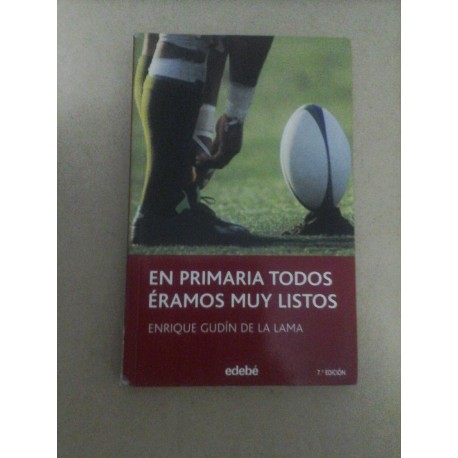 EN PRIMARIA TODOS
ÉRAMOS MUY LISTOS
ENRIQUE GUDÍN DE LA LAMA
edebé
7.ª EDICIÓN